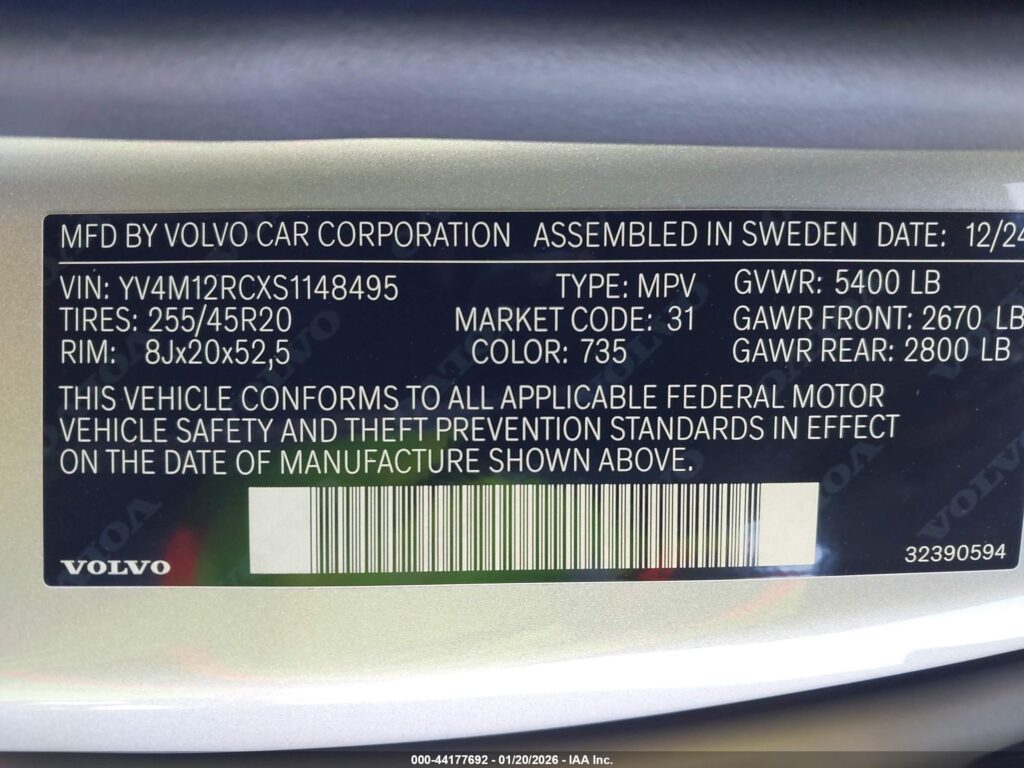 MFD BY VOLVO CAR CORPORATION ASSEMBLED IN SWEDEN DATE: 12/24
VIN: YV4M12RCXS1148495 TYPE: MPV GVWR: 5400 LB
TIRES: 255/45R20 MARKET CODE: 31 GAWR FRONT: 2670 LB
RIM: 8Jx20x52,5 COLOR: 735 GAWR REAR: 2800 LB
THIS VEHICLE CONFORMS TO ALL APPLICABLE FEDERAL MOTOR
VEHICLE SAFETY AND THEFT PREVENTION STANDARDS IN EFFECT
ON THE DATE OF MANUFACTURE SHOWN ABOVE.
VOLVO 32390594
000-44177692 - 01/20/2026 - IAA Inc.